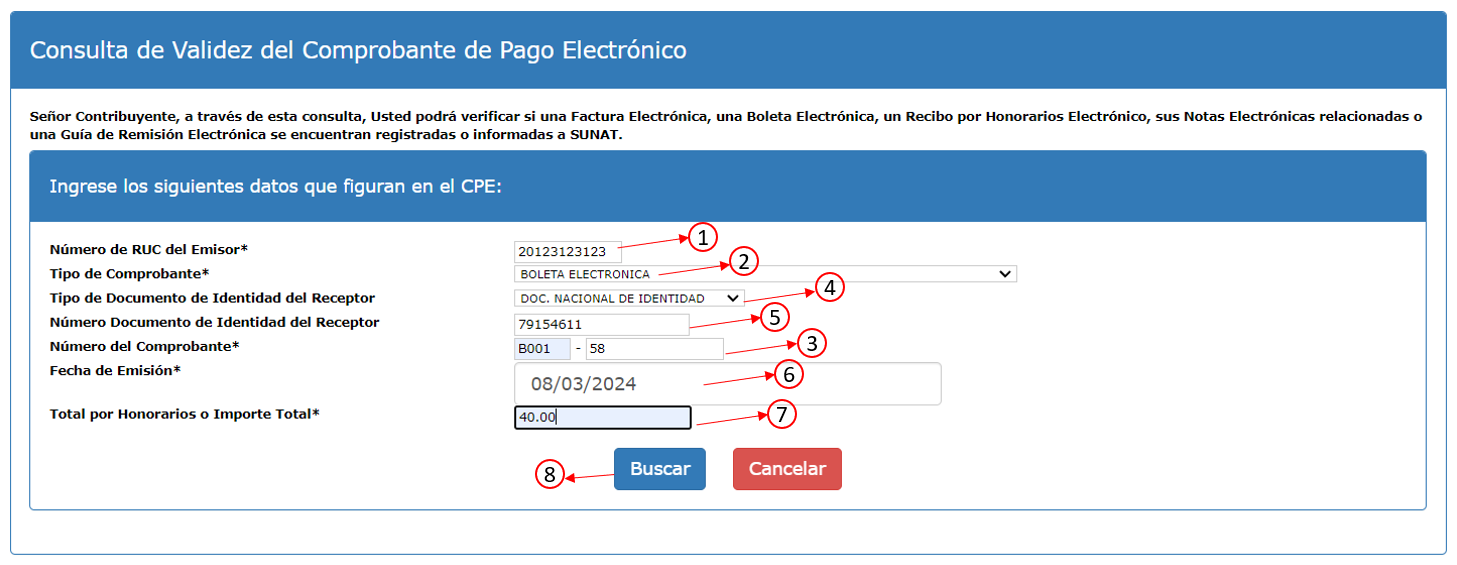 Consulta de Validez del Comprobante de Pago Electrónico
Señor Contribuyente, a través de esta consulta, Usted podrá verificar si una Factura Electrónica, una Boleta Electrónica, un Recibo por Honorarios Electrónico, sus Notas Electrónicas relacionadas o
una Guía de Remisión Electrónica se encuentran registradas o informadas a SUNAT.
Ingrese los siguientes datos que figuran en el CPE:
Número de RUC del Emisor* 20123123123 1
Tipo de Comprobante* BOLETA ELECTRONICA 2
Tipo de Documento de Identidad del Receptor DOC. NACIONAL DE IDENTIDAD 4
Número Documento de Identidad del Receptor 79154611 5
Número del Comprobante* B001 - 58 3
Fecha de Emisión* 08/03/2024 6
Total por Honorarios o Importe Total* 40.00 7
8 Buscar Cancelar